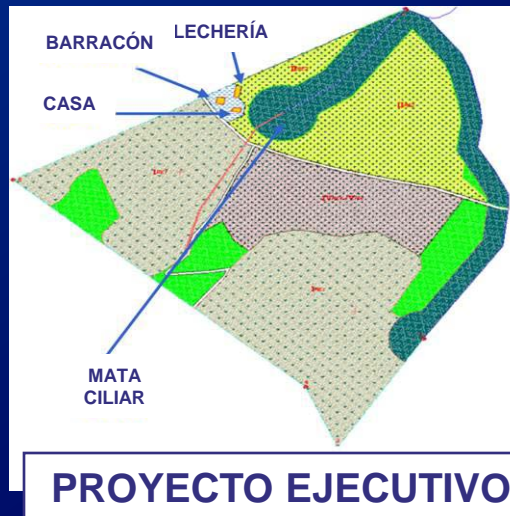 BARRACÓN
LECHERÍA
CASA
MATA
CILIAR
PROYECTO EJECUTIVO